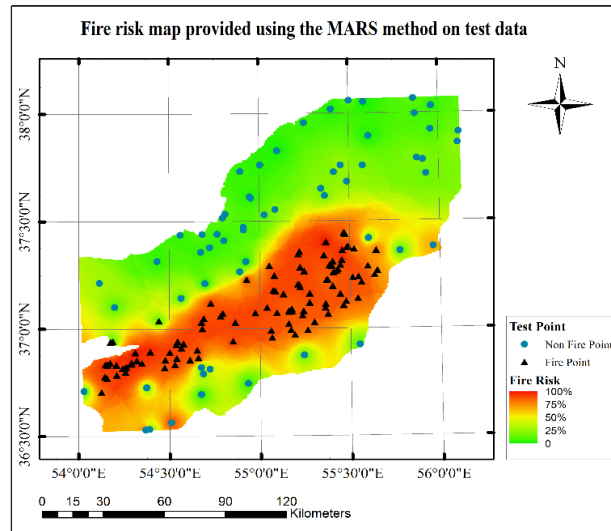 Fire risk map provided using the MARS method on test data
N
38°0'0"N
37°30'0"N
37°0'0"N
36°30'0"N
54°0'0"E 54°30'0"E 55°0'0"E 55°30'0"E 56°0'0"E
0 15 30 60 90 120
Kilometers
Test Point
Non Fire Point
Fire Point
Fire Risk
100%
75%
50%
25%
0